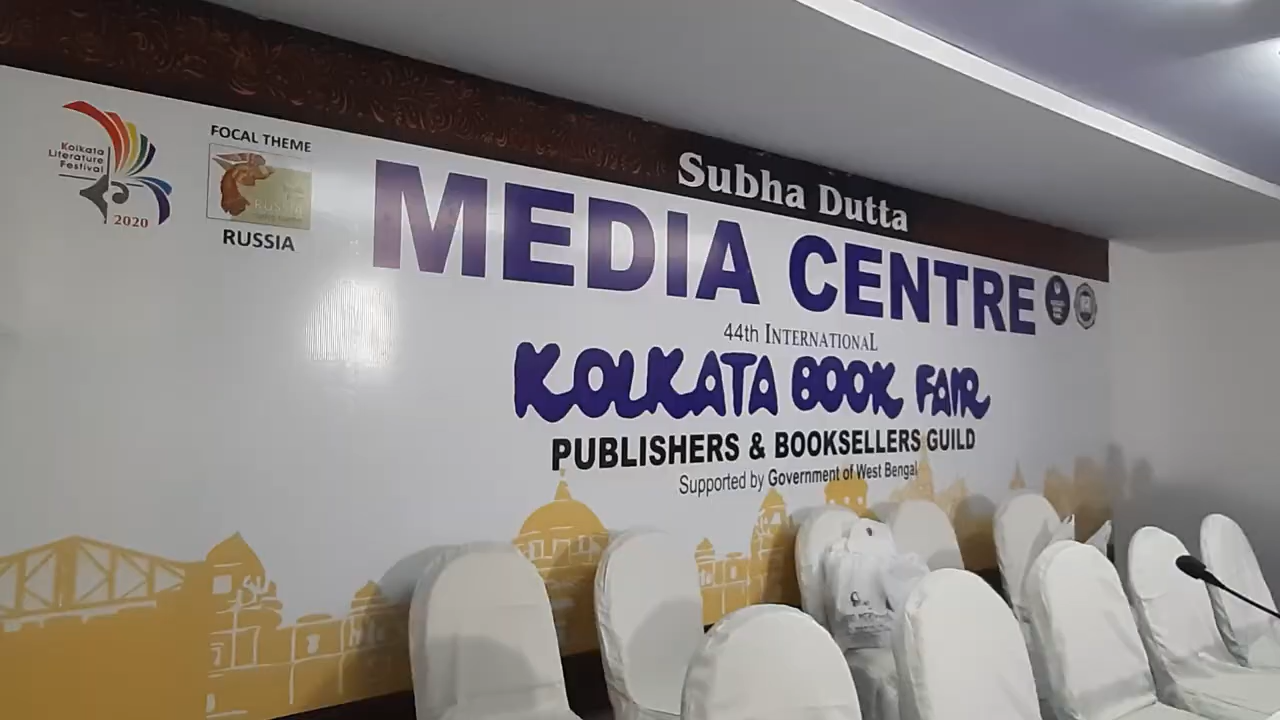 Kolkata
Literature
Festival
2020
FOCAL THEME
RUSSIA
RUSSIA
Subha Dutta
MEDIA CENTRE
44th INTERNATIONAL
KOLKATA BOOK FAIR
PUBLISHERS & BOOKSELLERS GUILD
Supported by Government of West Bengal